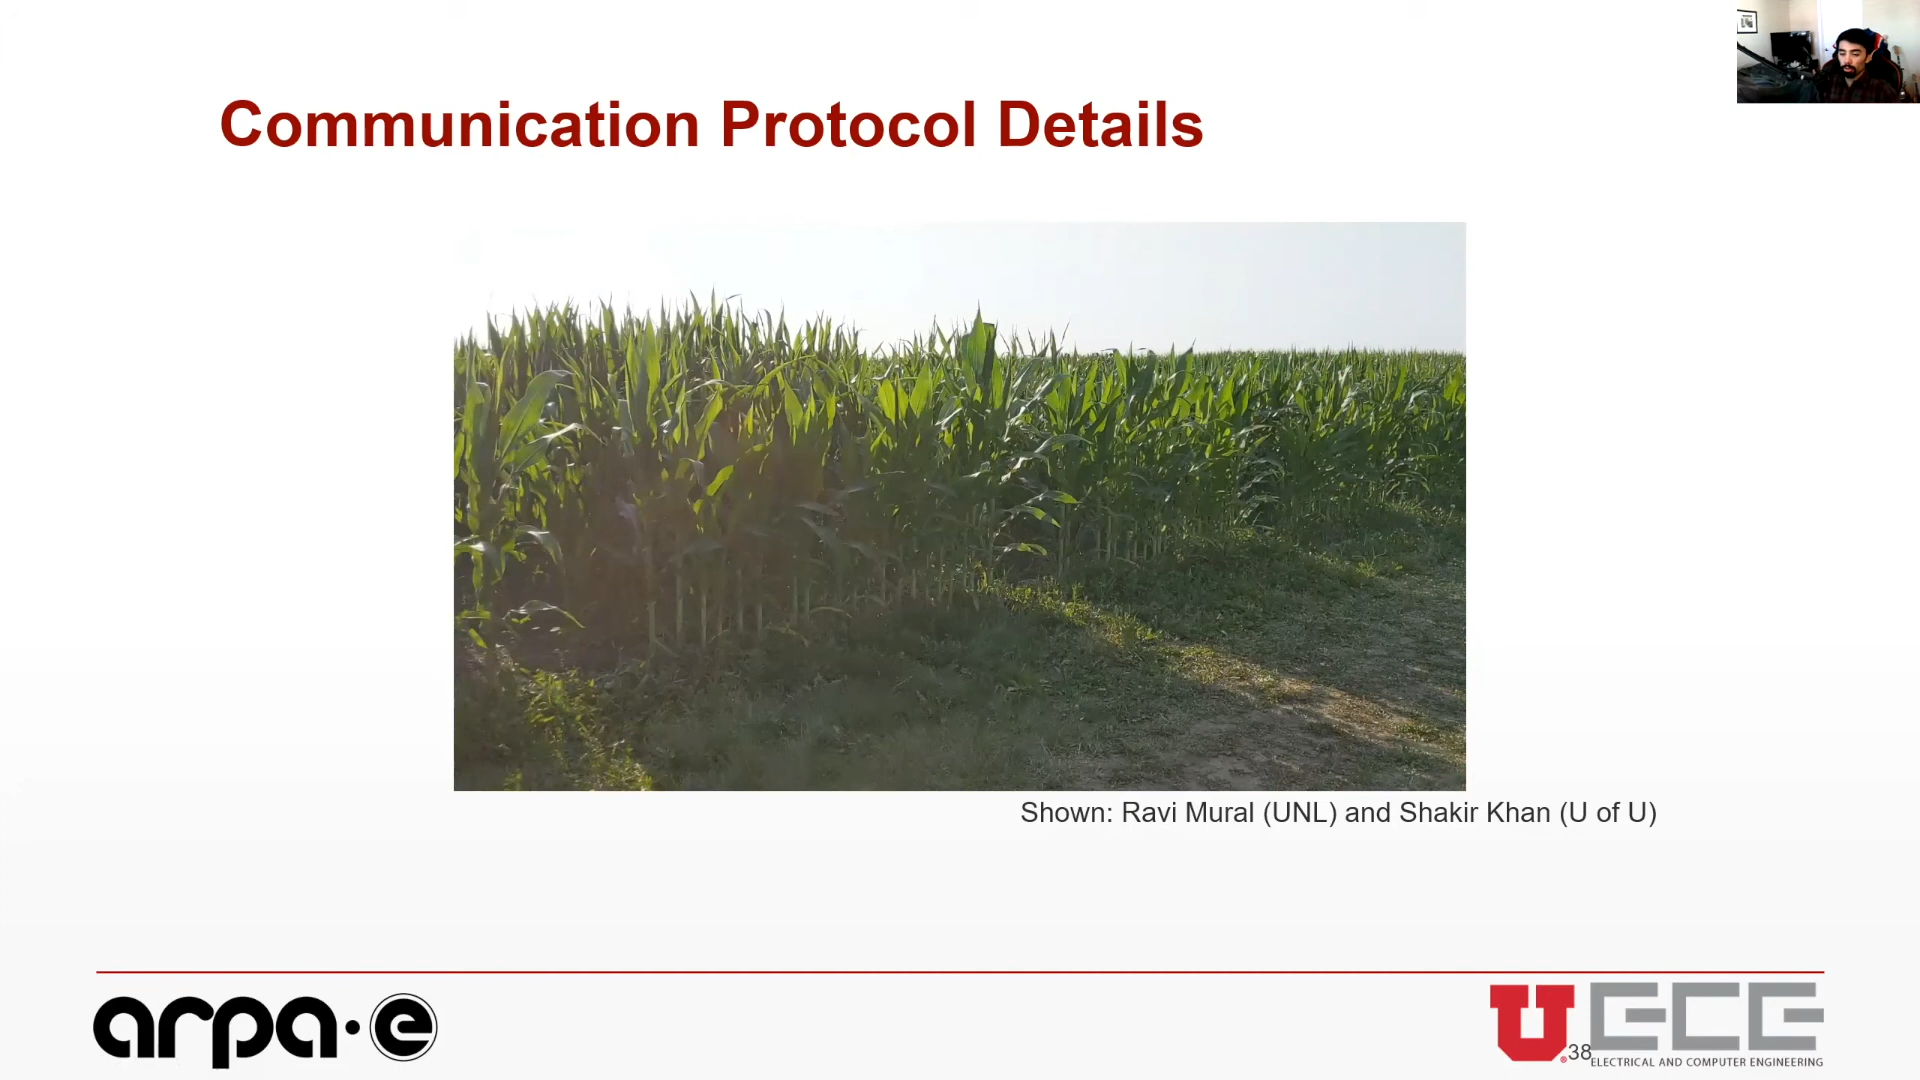 Communication Protocol Details
Shown: Ravi Mural (UNL) and Shakir Khan (U of U)
arpa·e
U ECE
38
ELECTRICAL AND COMPUTER ENGINEERING